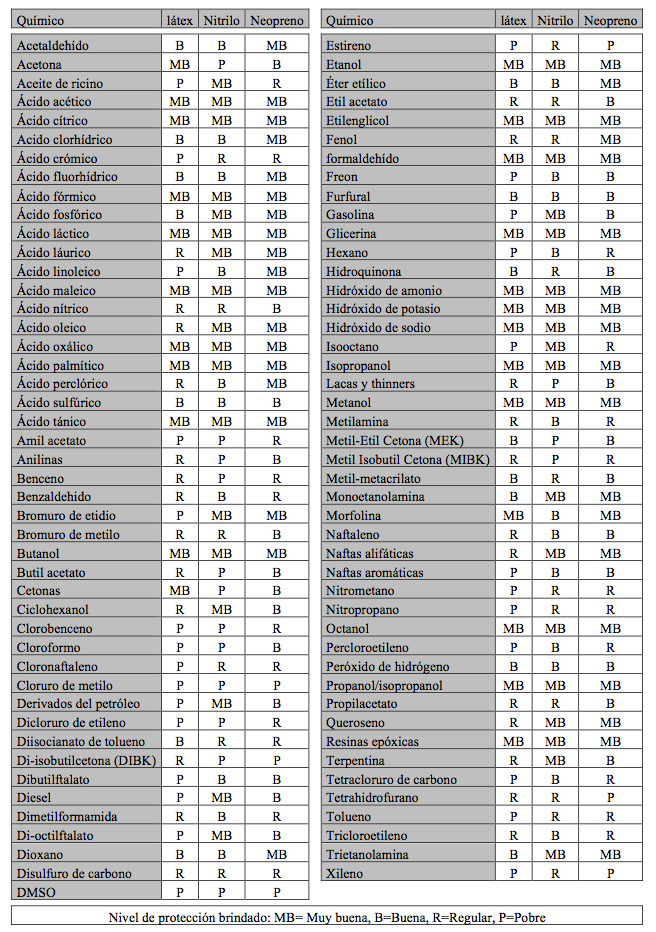 Químico látex Nitrilo Neopreno
Acetaldehído B B MB
Acetona MB P B
Aceite de ricino P MB R
Ácido acético MB MB MB
Ácido cítrico MB MB MB
Acido clorhídrico B B MB
Ácido crómico P R R
Ácido fluorhídrico B B MB
Ácido fórmico MB MB MB
Ácido fosfórico B MB MB
Ácido láctico MB MB MB
Ácido láurico R MB MB
Ácido linoleico P B MB
Ácido maleico MB MB MB
Ácido nítrico R R B
Ácido oleico R MB MB
Ácido oxálico MB MB MB
Ácido palmítico MB MB MB
Ácido perclórico R B MB
Ácido sulfúrico B B B
Ácido tánico MB MB MB
Amil acetato P P R
Anilinas R P B
Benceno R P R
Benzaldehido R B R
Bromuro de etidio P MB MB
Bromuro de metilo R R B
Butanol MB MB MB
Butil acetato R P B
Cetonas MB P B
Ciclohexanol R MB B
Clorobenceno P P R
Cloroformo P P B
Cloronaftaleno P R R
Cloruro de metilo P P P
Derivados del petróleo P MB B
Dicloruro de etileno P P R
Diisocianato de tolueno B R R
Di-isobutilcetona (DIBK) R P P
Dibutilftalato P B B
Diesel P MB B
Dimetilformamida R B R
Di-octilftalato P MB B
Dioxano B B MB
Disulfuro de carbono R R R
DMSO P P P
Químico látex Nitrilo Neopreno
Estireno P R P
Etanol MB MB MB
Éter etílico B B MB
Etil acetato R R B
Etilenglicol MB MB MB
Fenol R R MB
formaldehído MB MB MB
Freon P B B
Furfural B B B
Gasolina P MB B
Glicerina MB MB MB
Hexano P B R
Hidroquinona B R B
Hidróxido de amonio MB MB MB
Hidróxido de potasio MB MB MB
Hidróxido de sodio MB MB MB
Isooctano P MB R
Isopropanol MB MB MB
Lacas y thinners R P B
Metanol MB MB MB
Metilamina R B R
Metil-Etil Cetona (MEK) B P B
Metil Isobutil Cetona (MIBK) R P R
Metil-metacrilato B R B
Monoetanolamina B MB MB
Morfolina MB B MB
Naftaleno R B B
Naftas alifáticas R MB MB
Naftas aromáticas P B B
Nitrometano P R R
Nitropropano P R R
Octanol MB MB MB
Percloroetileno P B R
Peróxido de hidrógeno B B B
Propanol/isopropanol MB MB MB
Propilacetato R R B
Queroseno R MB MB
Resinas epóxicas MB MB MB
Terpentina R MB B
Tetracloruro de carbono P B R
Tetrahidrofurano R R P
Tolueno P R R
Tricloroetileno R B R
Trietanolamina B MB MB
Xileno P R P
Nivel de protección brindado: MB= Muy buena, B=Buena, R=Regular, P=Pobre